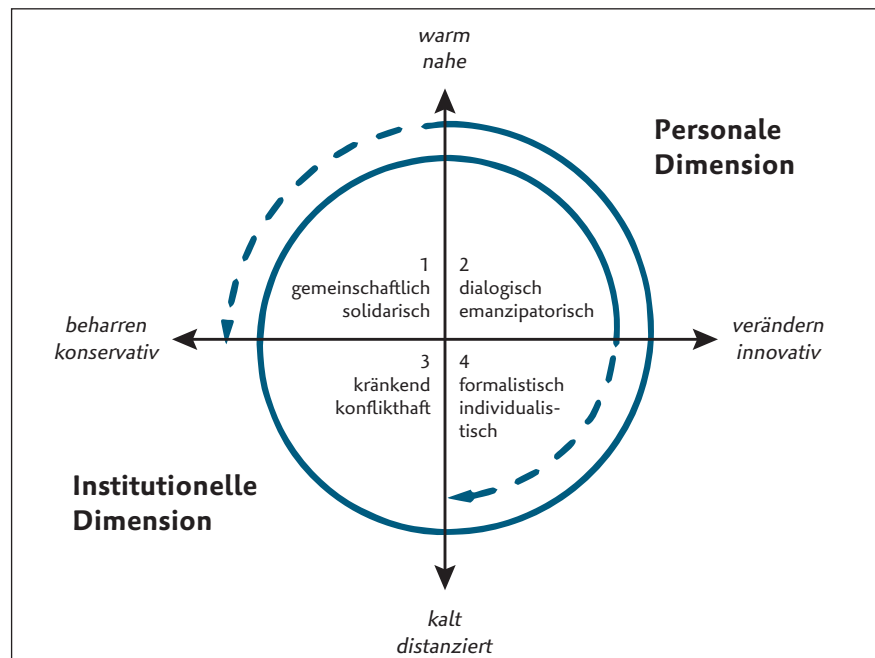 warm
nahe
Personale
Dimension
1
gemeinschaftlich
solidarisch
2
dialogisch
emanzipatorisch
beharren
konservativ
verändern
innovativ
3
kränkend
konflikthaft
4
formalistisch
individualis-
tisch
Institutionelle
Dimension
kalt
distanziert